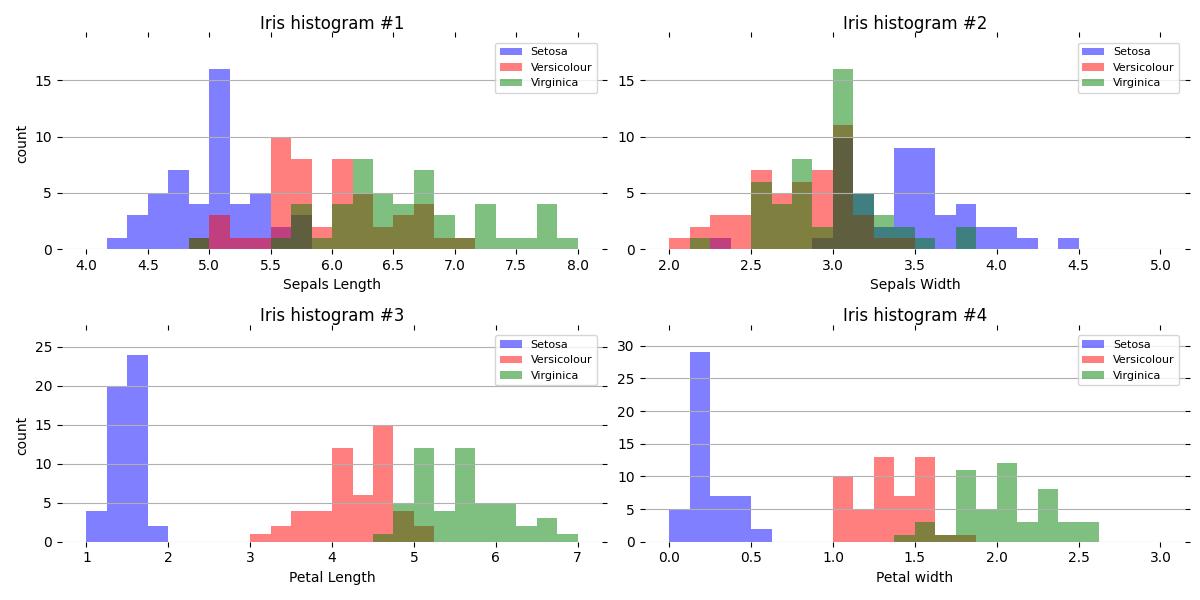 Iris histogram #1
Setosa
Versicolour
Virginica
15
10
5
0
count
4.0 4.5 5.0 5.5 6.0 6.5 7.0 7.5 8.0
Sepals Length
Iris histogram #2
Setosa
Versicolour
Virginica
15
10
5
0
2.0 2.5 3.0 3.5 4.0 4.5 5.0
Sepals Width
Iris histogram #3
Setosa
Versicolour
Virginica
25
20
15
10
5
0
count
1 2 3 4 5 6 7
Petal Length
Iris histogram #4
Setosa
Versicolour
Virginica
30
25
20
15
10
5
0
0.0 0.5 1.0 1.5 2.0 2.5 3.0
Petal width